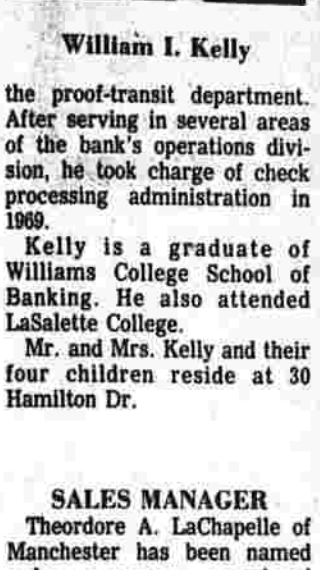 William I. Kelly
the proof-transit department.
After serving in several areas
of the bank's operations divi-
sion, he took charge of check
processing administration in
1969.
Kelly is a graduate of
Williams College School of
Banking. He also attended
LaSalette College.
Mr. and Mrs. Kelly and their
four children reside at 30
Hamilton Dr.
SALES MANAGER
Theordore A. LaChapelle of
Manchester has been named